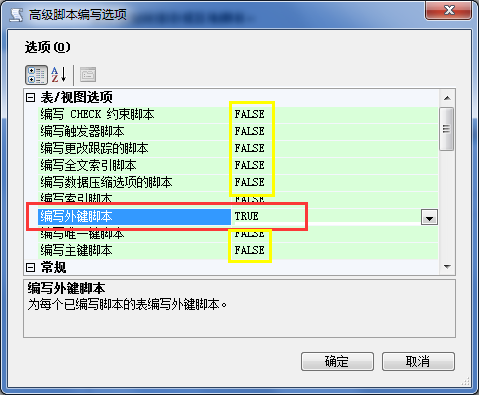 高级脚本编写选项
选项(O)
表/视图选项
编写 CHECK 约束脚本 FALSE
编写触发器脚本 FALSE
编写更改跟踪的脚本 FALSE
编写全文索引脚本 FALSE
编写数据压缩选项的脚本 FALSE
编写索引脚本 FALSE
编写外键脚本 TRUE
编写唯一键脚本 FALSE
编写主键脚本 FALSE
常规
编写外键脚本
为每个已编写脚本的表编写外键脚本。
确定 取消